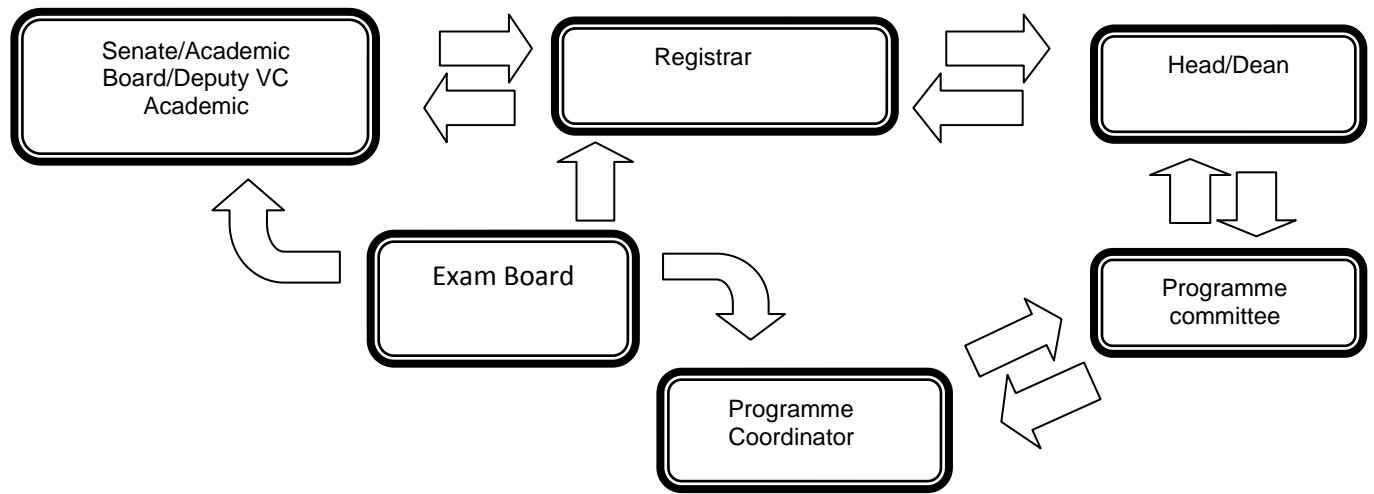 Senate/Academic
Board/Deputy VC
Academic
Registrar
Head/Dean
Exam Board
Programme
committee
Programme
Coordinator